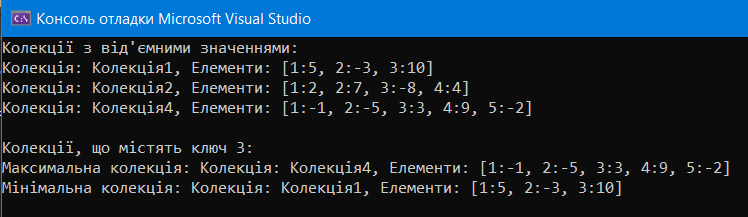 Консоль отладки Microsoft Visual Studio
Колекції з від'ємними значеннями:
Колекція: Колекція1, Елементи: [1:5, 2:-3, 3:10]
Колекція: Колекція2, Елементи: [1:2, 2:7, 3:-8, 4:4]
Колекція: Колекція4, Елементи: [1:-1, 2:-5, 3:3, 4:9, 5:-2]
Колекції, що містять ключ 3:
Максимальна колекція: Колекція: Колекція4, Елементи: [1:-1, 2:-5, 3:3, 4:9, 5:-2]
Мінімальна колекція: Колекція: Колекція1, Елементи: [1:5, 2:-3, 3:10]